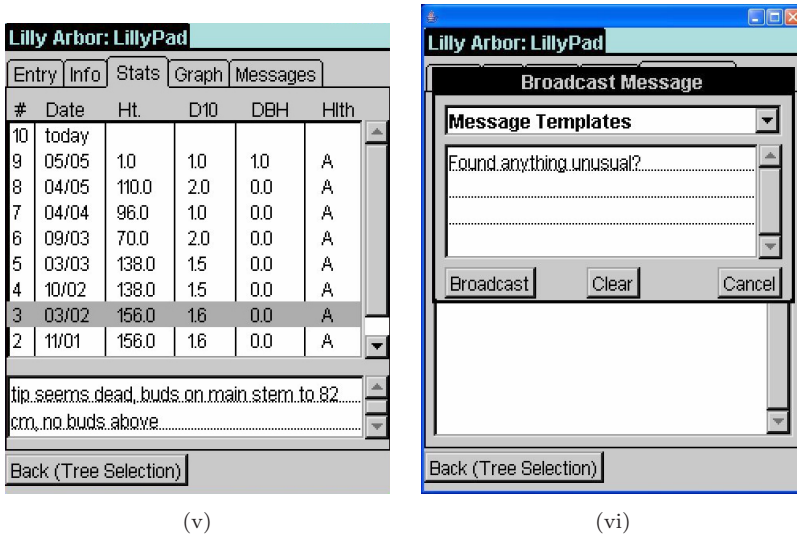 Lilly Arbor: LillyPad
Entry Info Stats Graph Messages
# Date Ht. D10 DBH Hlth
10 today
9 05/05 1.0 1.0 1.0 A
8 04/05 110.0 2.0 0.0 A
7 04/04 96.0 1.0 0.0 A
6 09/03 70.0 2.0 0.0 A
5 03/03 138.0 1.5 0.0 A
4 10/02 138.0 1.5 0.0 A
3 03/02 156.0 1.6 0.0 A
2 11/01 156.0 1.6 0.0 A
tip seems dead, buds on main stem to 82
cm, no buds above
Back (Tree Selection)
(v)
Lilly Arbor: LillyPad
Broadcast Message
Message Templates
Found anything unusual?
Broadcast Clear Cancel
Back (Tree Selection)
(vi)